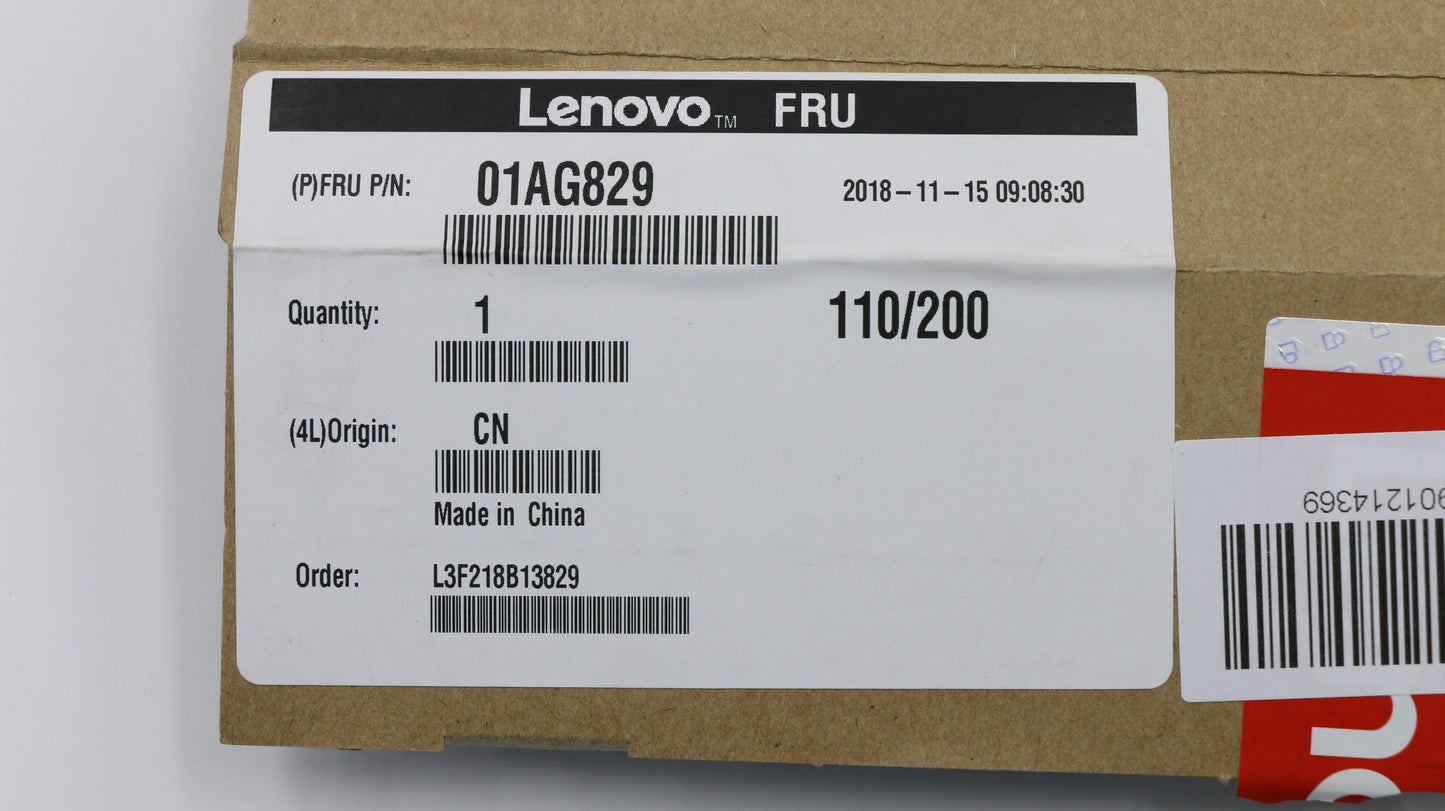 Lenovo™ FRU
(P)FRU P/N: 01AG829 2018-11-15 09:08:30
Quantity: 1 110/200
(4L)Origin: CN
Made in China
Order: L3F218B13829
901214369